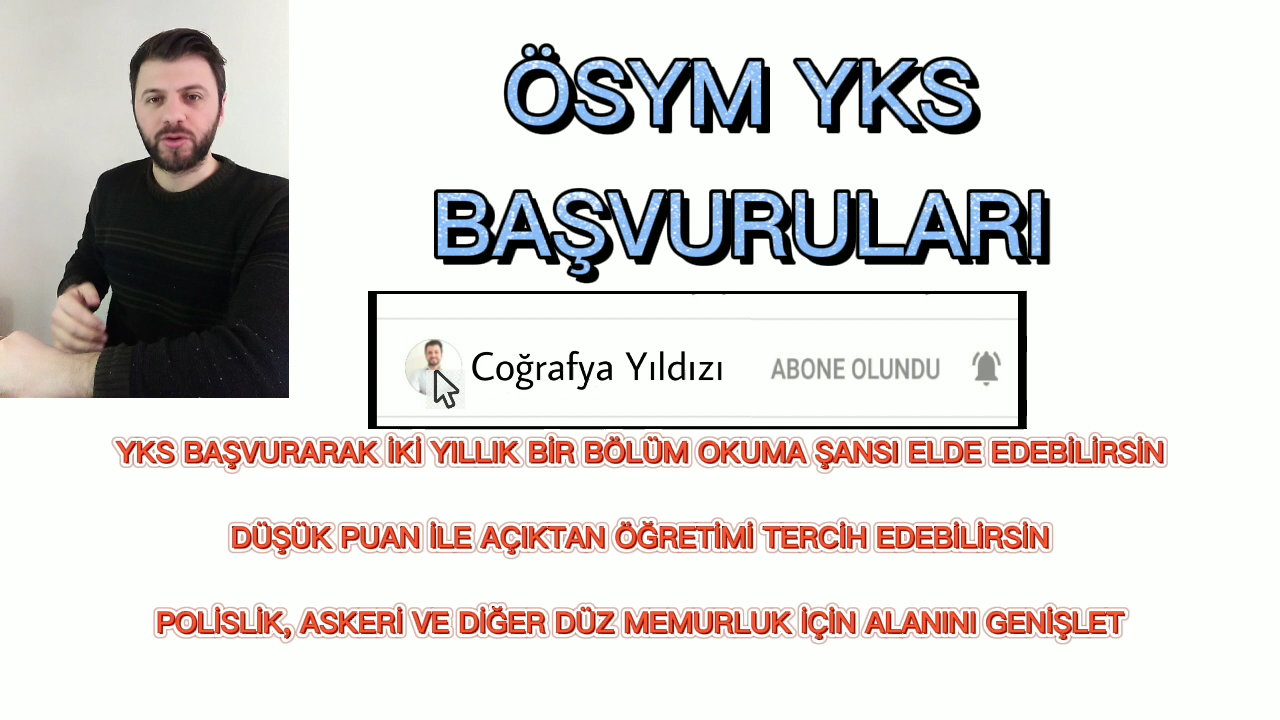 ÖSYM YKS
BAŞVURULARI
Coğrafya Yıldızı ABONE OLUNDU
YKS BAŞVURARAK İKİ YILLIK BİR BÖLÜM OKUMA ŞANSI ELDE EDEBİLİRSİN
DÜŞÜK PUAN İLE AÇIKTAN ÖĞRETİMİ TERCİH EDEBİLIRSİN
POLİSLİK, ASKERİ VE DİĞER DÜZ MEMURLUK İÇİN ALANINI GENİŞLET